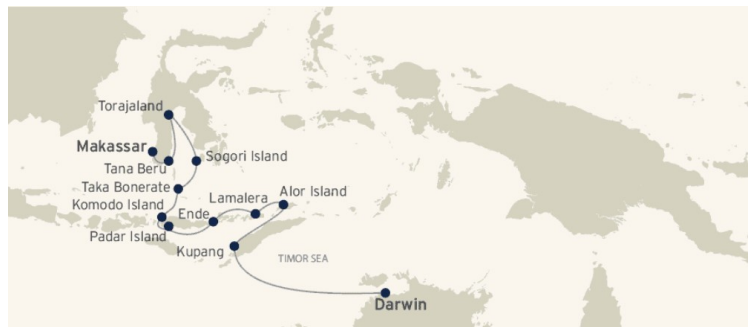 Torajaland
Makassar
Sogori Island
Tana Beru
Taka Bonerate
Lamalera
Alor Island
Komodo Island
Ende
Padar Island
Kupang
TIMOR SEA
Darwin